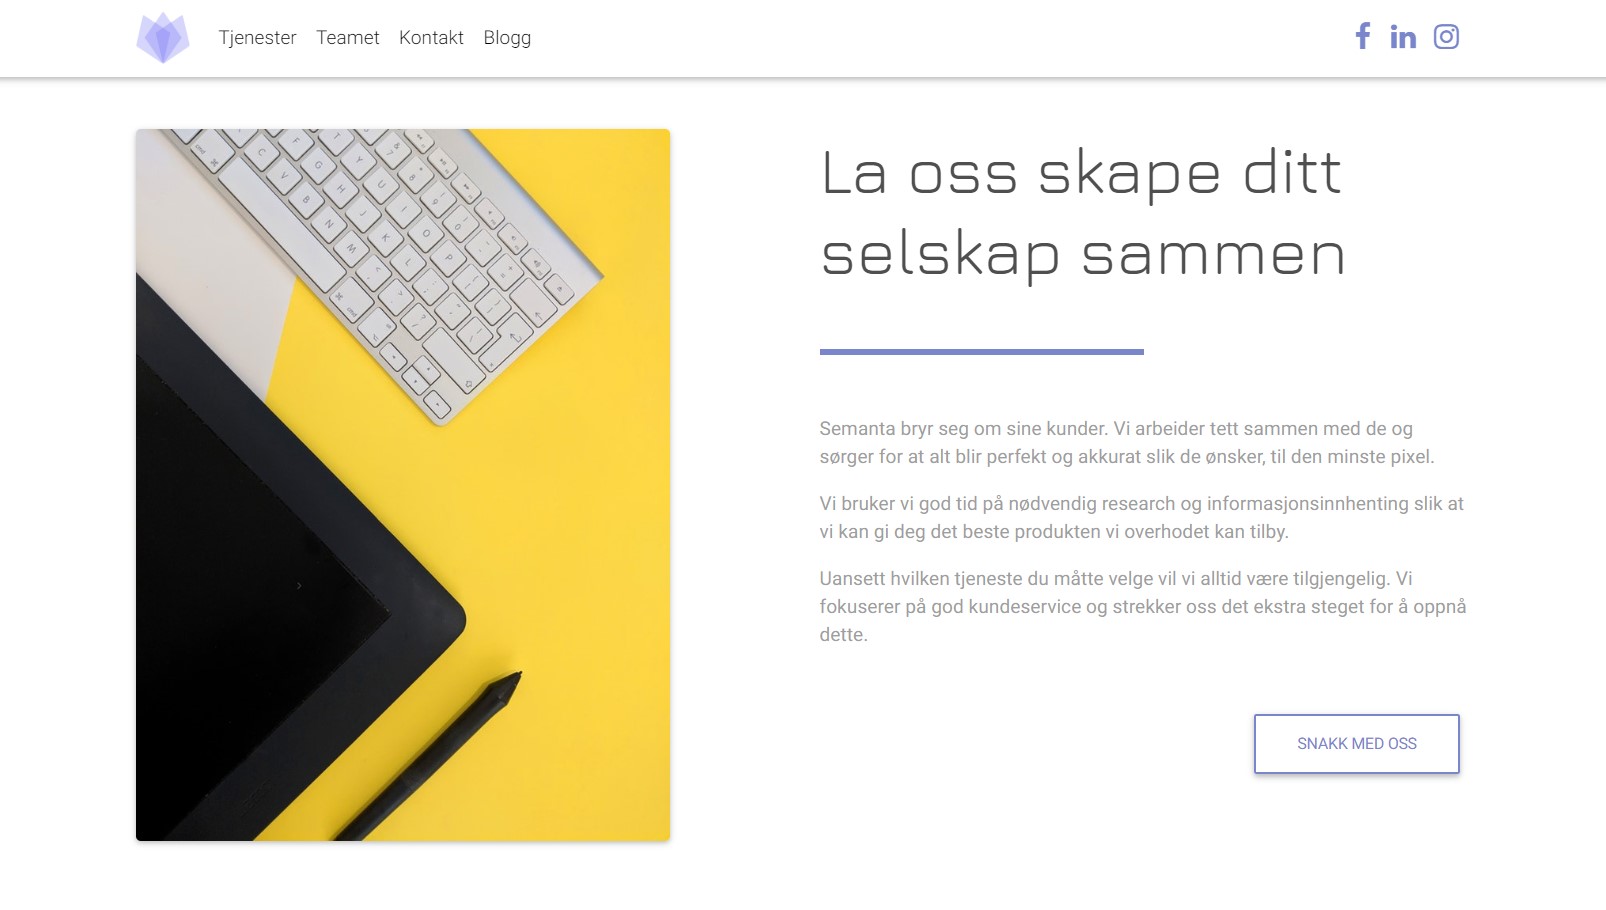 Tjenester Teamet Kontakt Blogg
La oss skape ditt
selskap sammen
Semanta bryr seg om sine kunder. Vi arbeider tett sammen med de og
sørger for at alt blir perfekt og akkurat slik de ønsker, til den minste pixel.
Vi bruker vi god tid på nødvendig research og informasjonsinnhenting slik at
vi kan gi deg det beste produkten vi overhodet kan tilby.
Uansett hvilken tjeneste du måtte velge vil vi alltid være tilgjengelig. Vi
fokuserer på god kundeservice og strekker oss det ekstra steget for å oppnå
dette.
SNAKK MED OSS